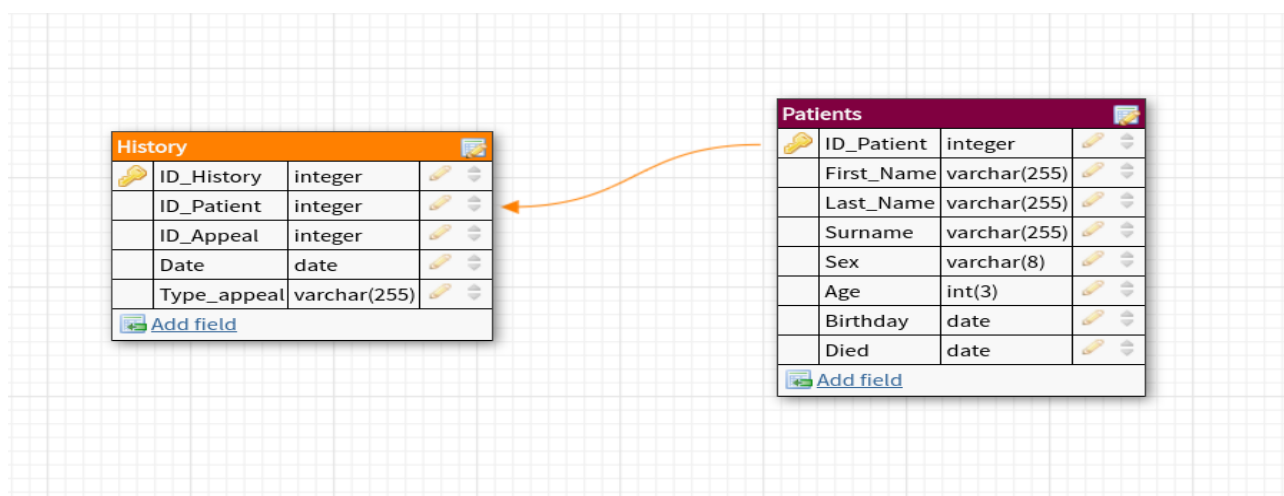 History
ID_History integer
ID_Patient integer
ID_Appeal integer
Date date
Type_appeal varchar(255)
Add field
Patients
ID_Patient integer
First_Name varchar(255)
Last_Name varchar(255)
Surname varchar(255)
Sex varchar(8)
Age int(3)
Birthday date
Died date
Add field